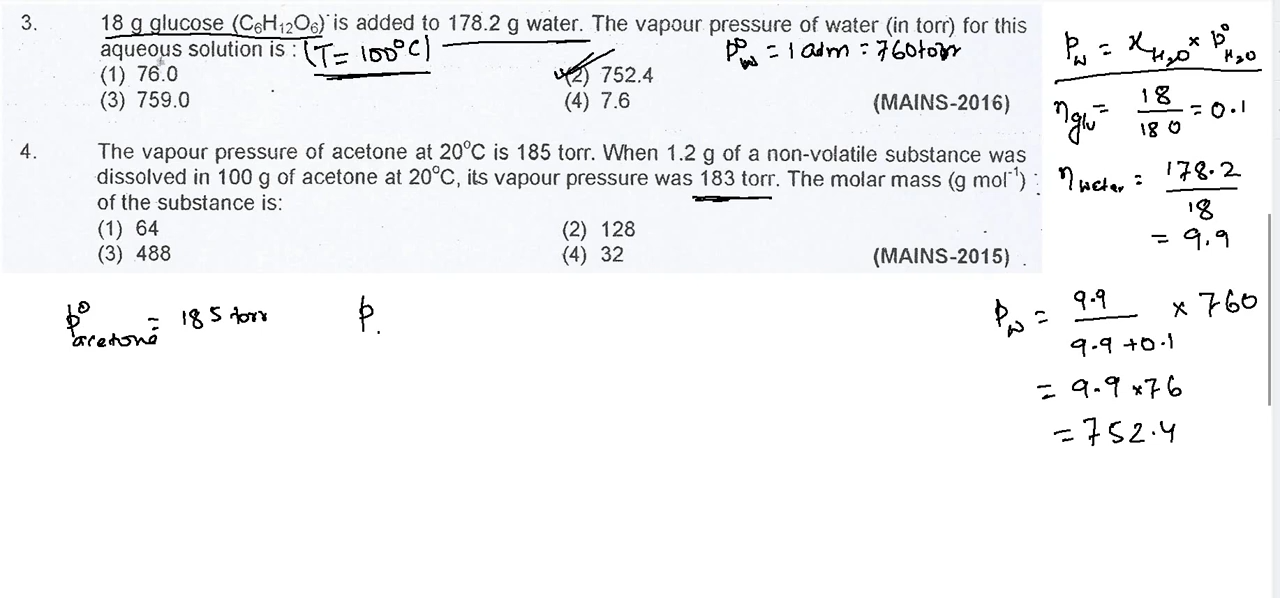 3. 18 g glucose (C₆H₁₂O₆) is added to 178.2 g water. The vapour pressure of water (in torr) for this
aqueous solution is : (T = 100°C)
p°w = 1 atm = 760 torr
(1) 76.0 (2) 752.4
(3) 759.0 (4) 7.6 (MAINS-2016)
4. The vapour pressure of acetone at 20°C is 185 torr. When 1.2 g of a non-volatile substance was
dissolved in 100 g of acetone at 20°C, its vapour pressure was 183 torr. The molar mass (g mol⁻¹)
of the substance is:
(1) 64 (2) 128
(3) 488 (4) 32 (MAINS-2015)
p°acetone = 185 torr p.
Pw = xH₂O × p°H₂O
nglu = 18/180 = 0.1
nwater = 178.2/18
= 9.9
Pw = 9.9/9.9+0.1 × 760
= 9.9 × 76
= 752.4